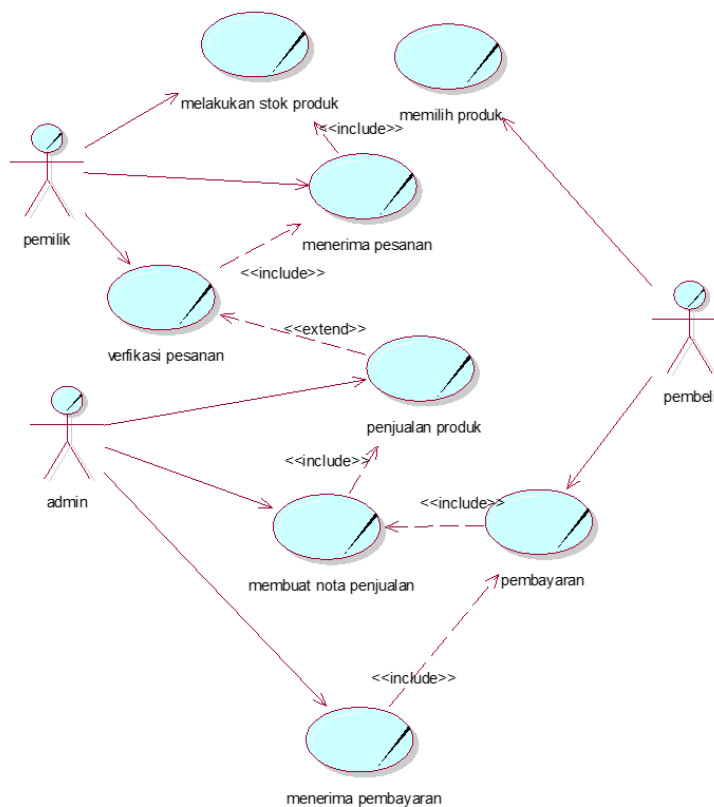 melakukan stok produk
memilih produk
<<include>>
pemilik
menerima pesanan
<<include>>
verfikasi pesanan
<<extend>>
pembeli
penjualan produk
admin
<<include>>
<<include>>
membuat nota penjualan
pembayaran
<<include>>
menerima pembayaran